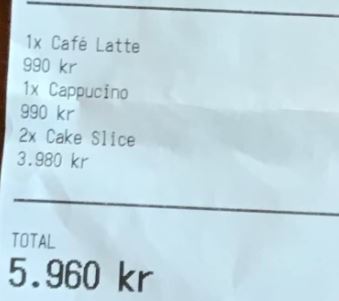 1x Café Latte
990 kr
1x Cappucino
990 kr
2x Cake Slice
3.980 kr
TOTAL
5.960 kr